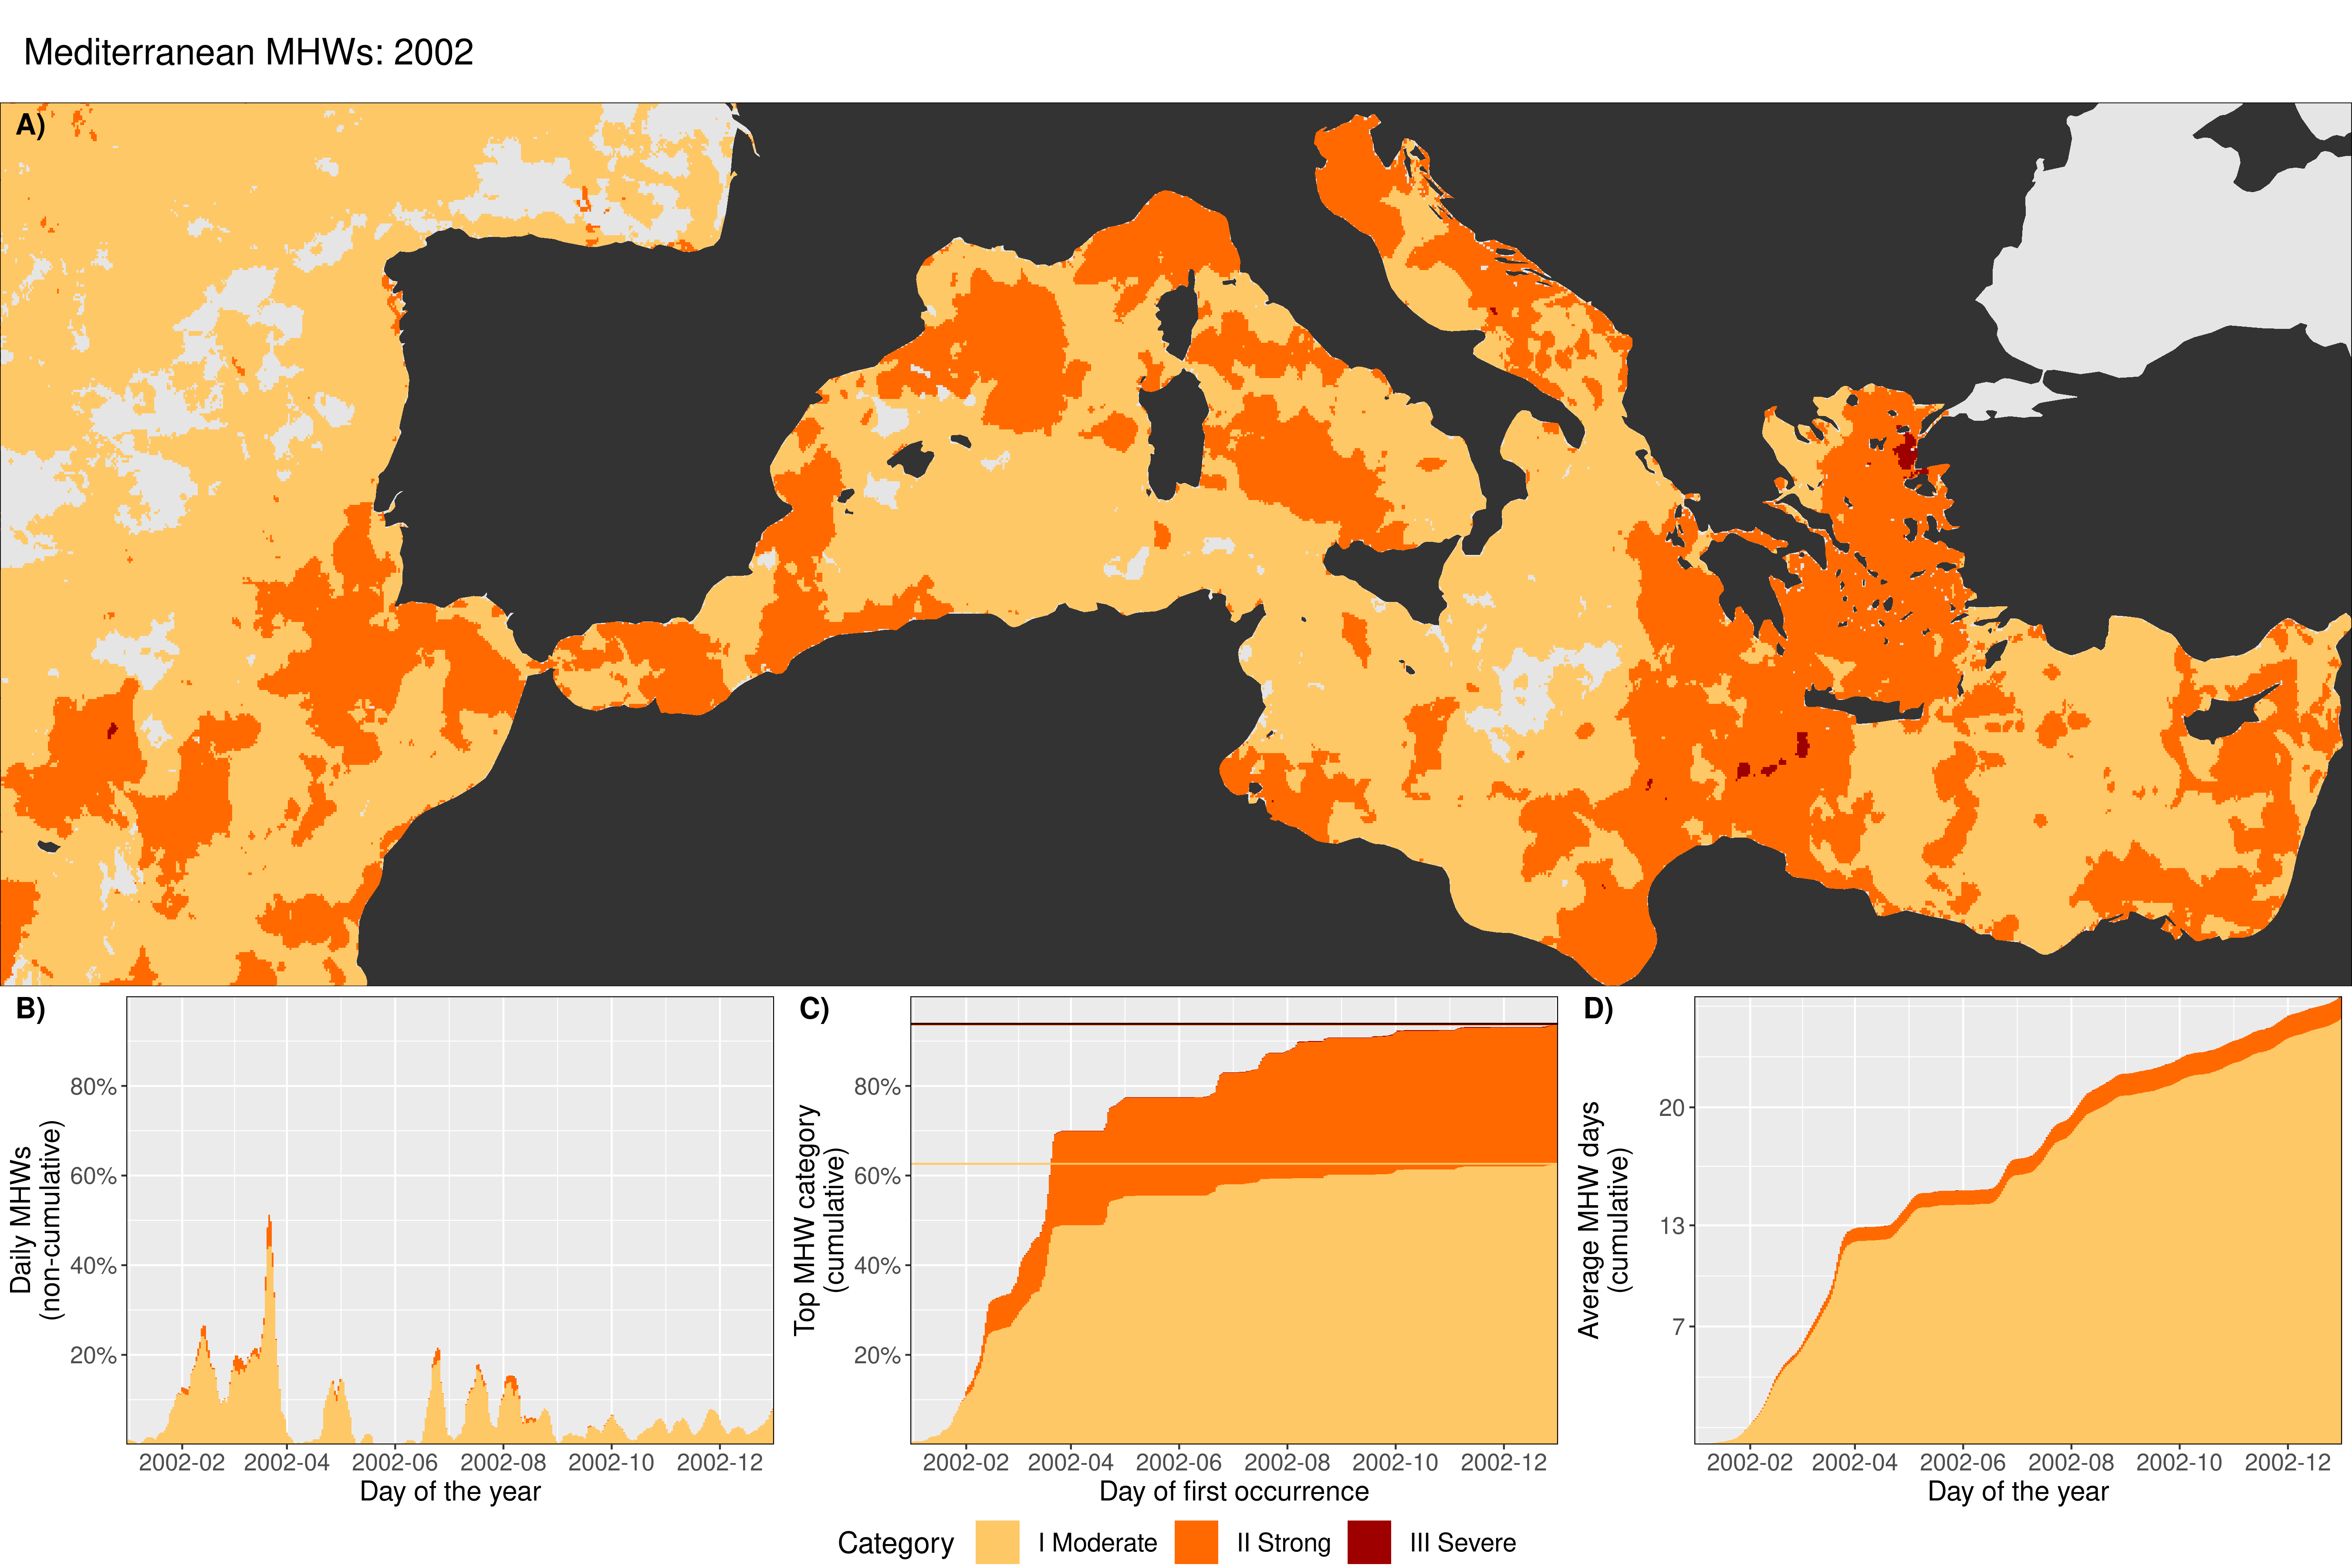 Mediterranean MHWs: 2002
A)
B)
Daily MHWs
(non-cumulative)
80%
60%
40%
20%
2002-02 2002-04 2002-06 2002-08 2002-10 2002-12
Day of the year
C)
Top MHW category
(cumulative)
80%
60%
40%
20%
2002-02 2002-04 2002-06 2002-08 2002-10 2002-12
Day of first occurrence
D)
Average MHW days
(cumulative)
20
13
7
2002-02 2002-04 2002-06 2002-08 2002-10 2002-12
Day of the year
Category I Moderate II Strong III Severe